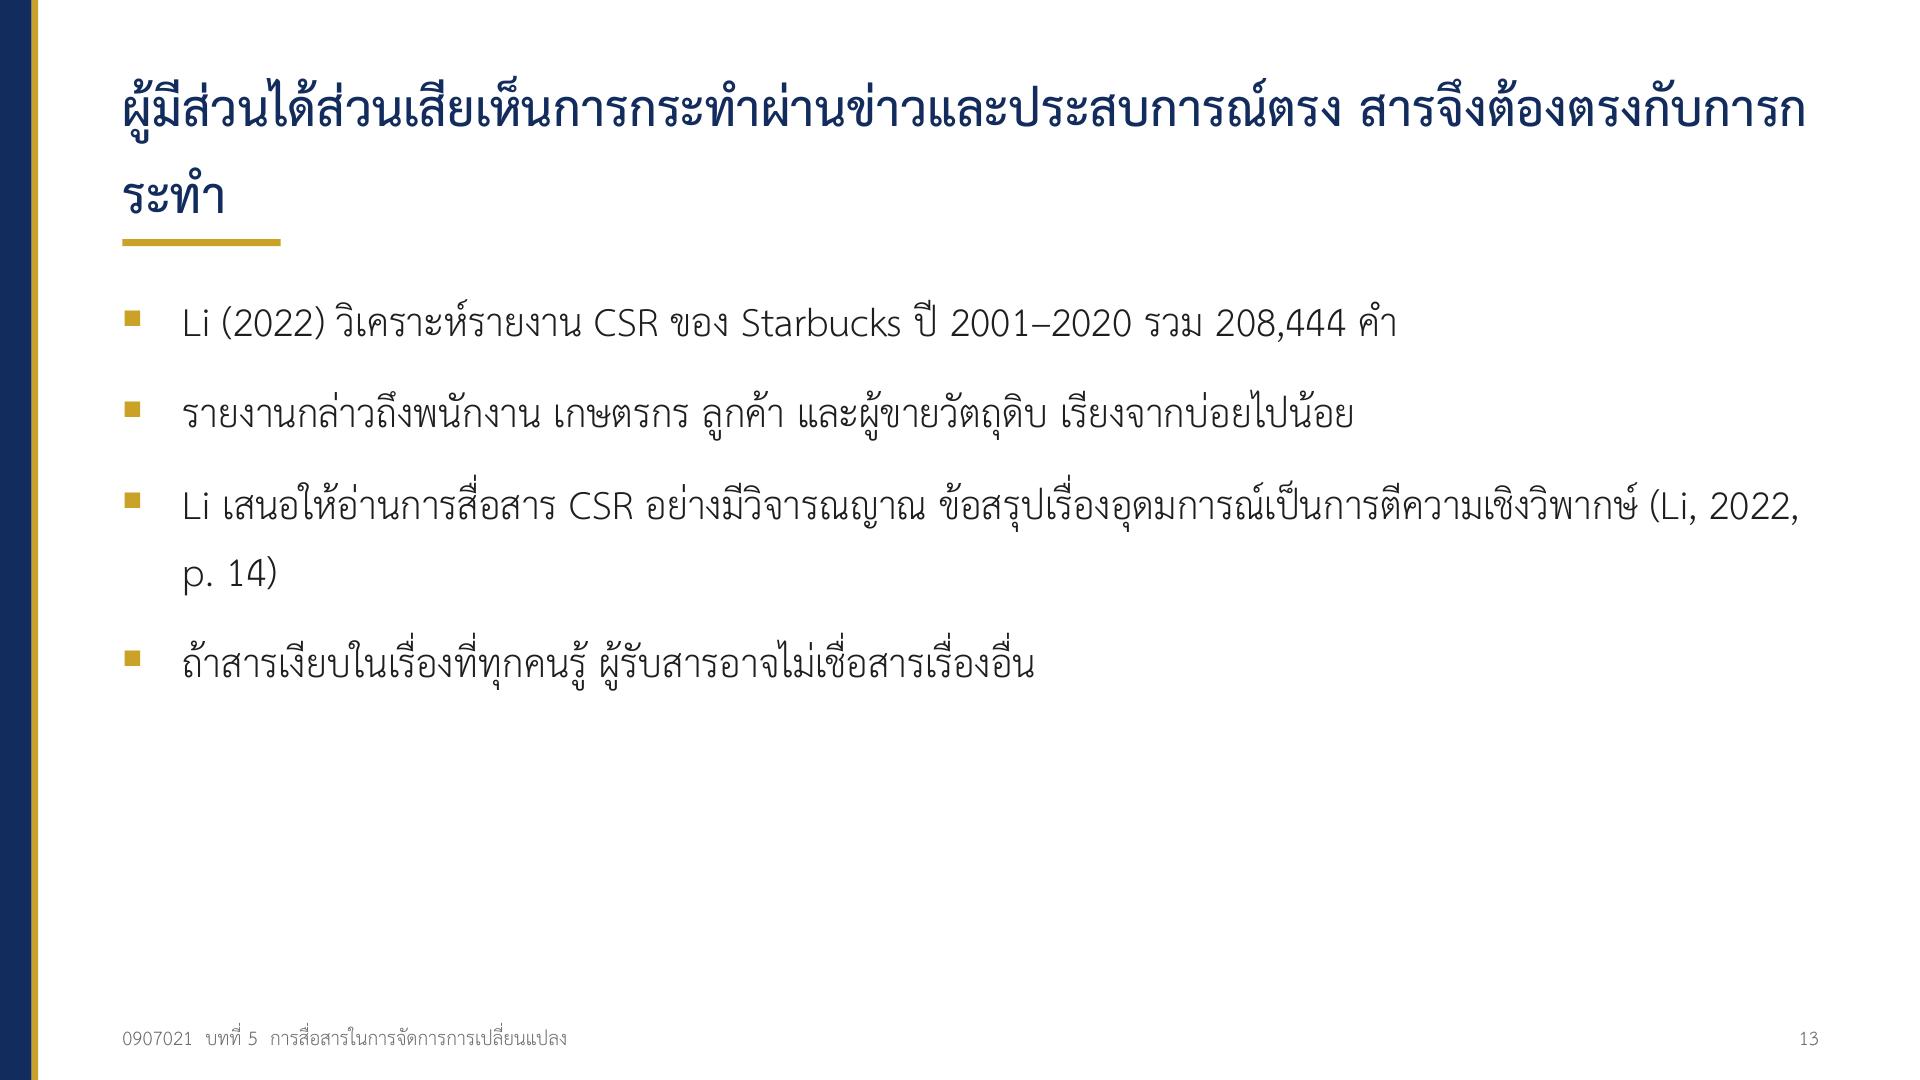 ผู้มีส่วนได้ส่วนเสียเห็นการกระทำผ่านข่าวและประสบการณ์ตรง สารจึงต้องตรงกับการก
ระทำ
Li (2022) วิเคราะห์รายงาน CSR ของ Starbucks ปี 2001–2020 รวม 208,444 คำ
รายงานกล่าวถึงพนักงาน เกษตรกร ลูกค้า และผู้ขายวัตถุดิบ เรียงจากบ่อยไปน้อย
Li เสนอให้อ่านการสื่อสาร CSR อย่างมีวิจารณญาณ ข้อสรุปเรื่องอุดมการณ์เป็นการตีความเชิงวิพากษ์ (Li, 2022,
p. 14)
ถ้าสารเงียบในเรื่องที่ทุกคนรู้ ผู้รับสารอาจไม่เชื่อสารเรื่องอื่น
0907021 บทที่ 5 การสื่อสารในการจัดการการเปลี่ยนแปลง
13